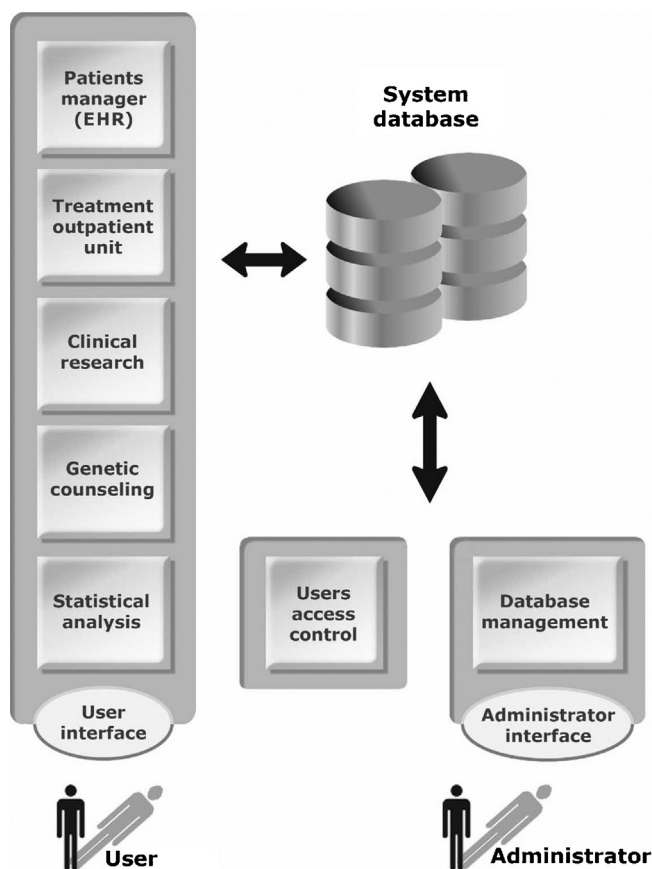 Patients
manager
(EHR)
Treatment
outpatient
unit
Clinical
research
Genetic
counseling
Statistical
analysis
User
interface
User
System
database
Users
access
control
Database
management
Administrator
interface
Administrator